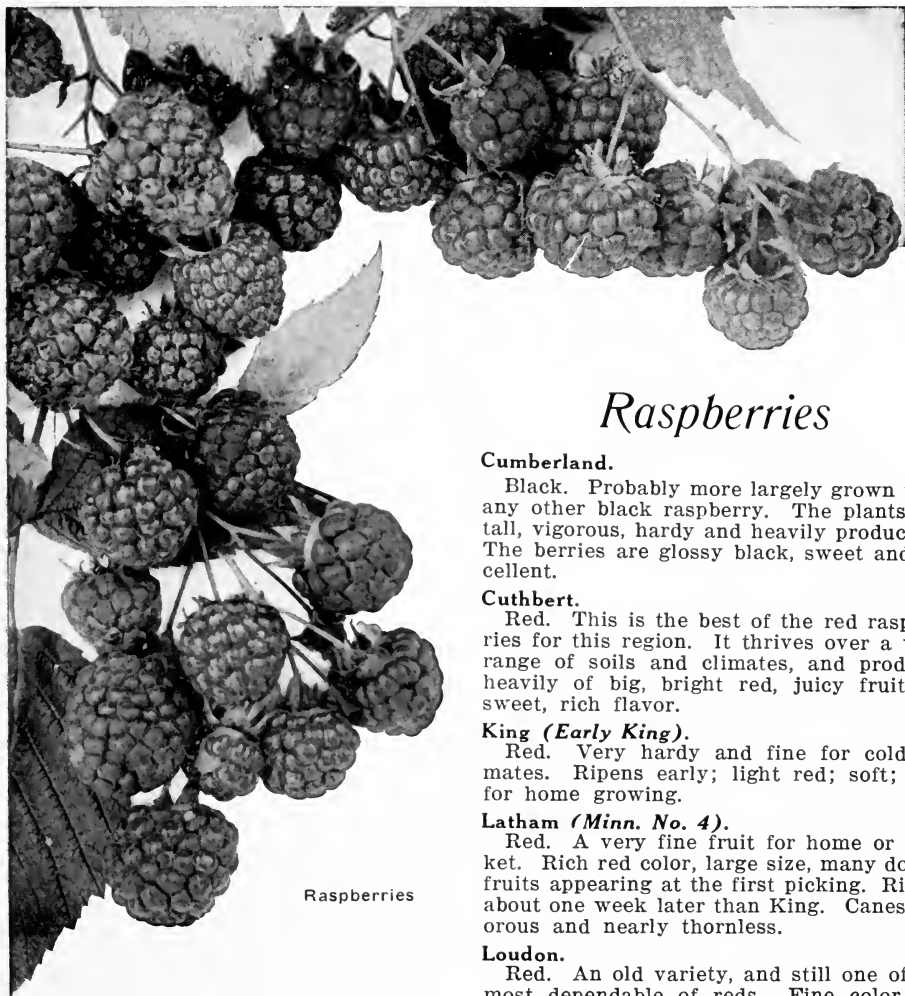 Raspberries
Cumberland.
Black. Probably more largely grown
any other black raspberry. The plants
tall, vigorous, hardy and heavily produc
The berries are glossy black, sweet and
cellent.
Cuthbert.
Red. This is the best of the red rasp
ries for this region. It thrives over a
range of soils and climates, and prod
heavily of big, bright red, juicy fruit
sweet, rich flavor.
King (Early King).
Red. Very hardy and fine for cold
mates. Ripens early; light red; soft;
for home growing.
Latham (Minn. No. 4).
Red. A very fine fruit for home or
ket. Rich red color, large size, many do
fruits appearing at the first picking. Ri
about one week later than King. Canes
orous and nearly thornless.
Loudon.
Red. An old variety, and still one of
most dependable of reds. Fine color
Raspberries